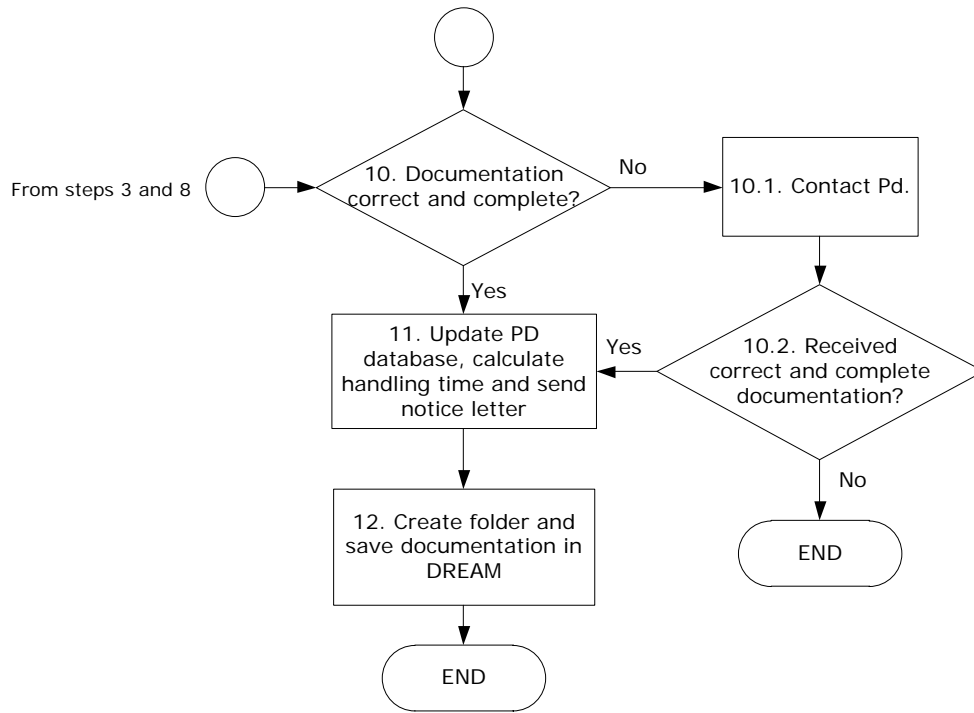 10. Documentation
correct and complete?
No
From steps 3 and 8
10.1. Contact Pd.
Yes
11. Update PD
database, calculate
handling time and send
notice letter
Yes
10.2. Received
correct and complete
documentation?
No
12. Create folder and
save documentation in
DREAM
END
END